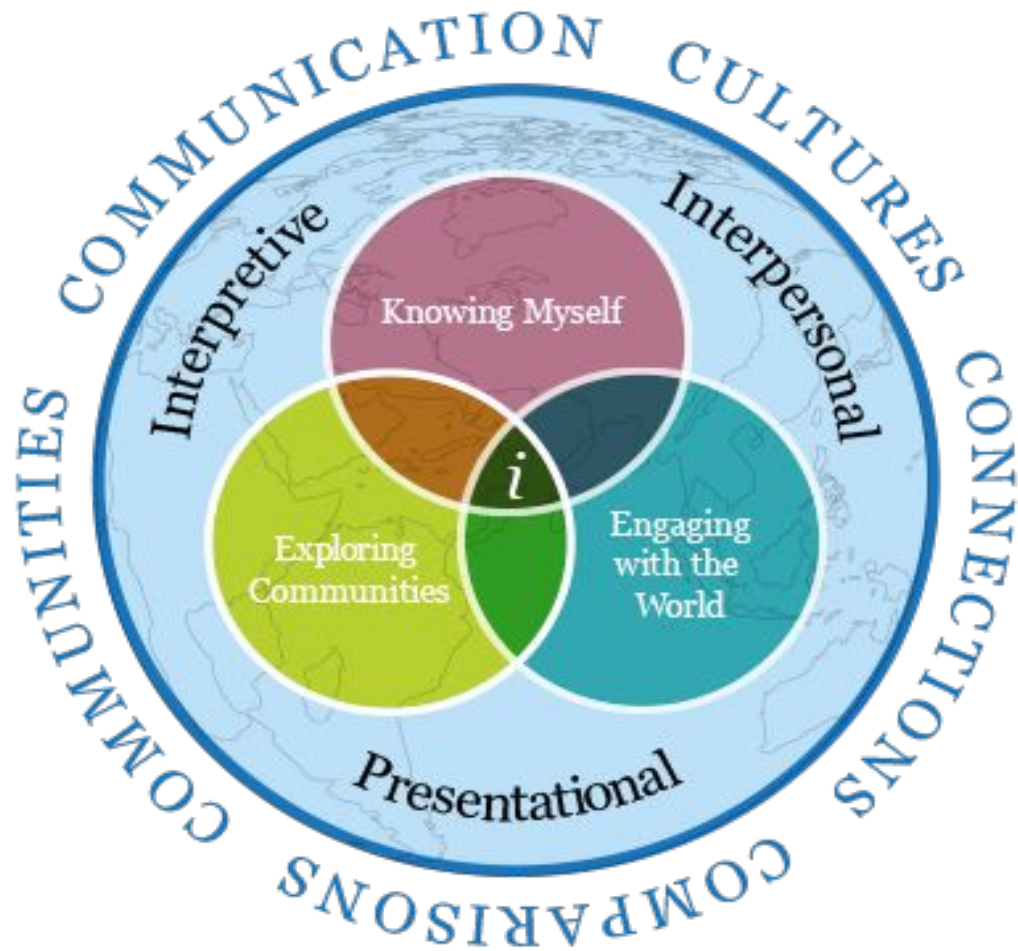 COMMUNICATION
CULTURES
CONNECTIONS
COMPARISONS
COMMUNITIES
Interpretive
Interpersonal
Presentational
Knowing Myself
Exploring
Communities
i
Engaging
with the
World